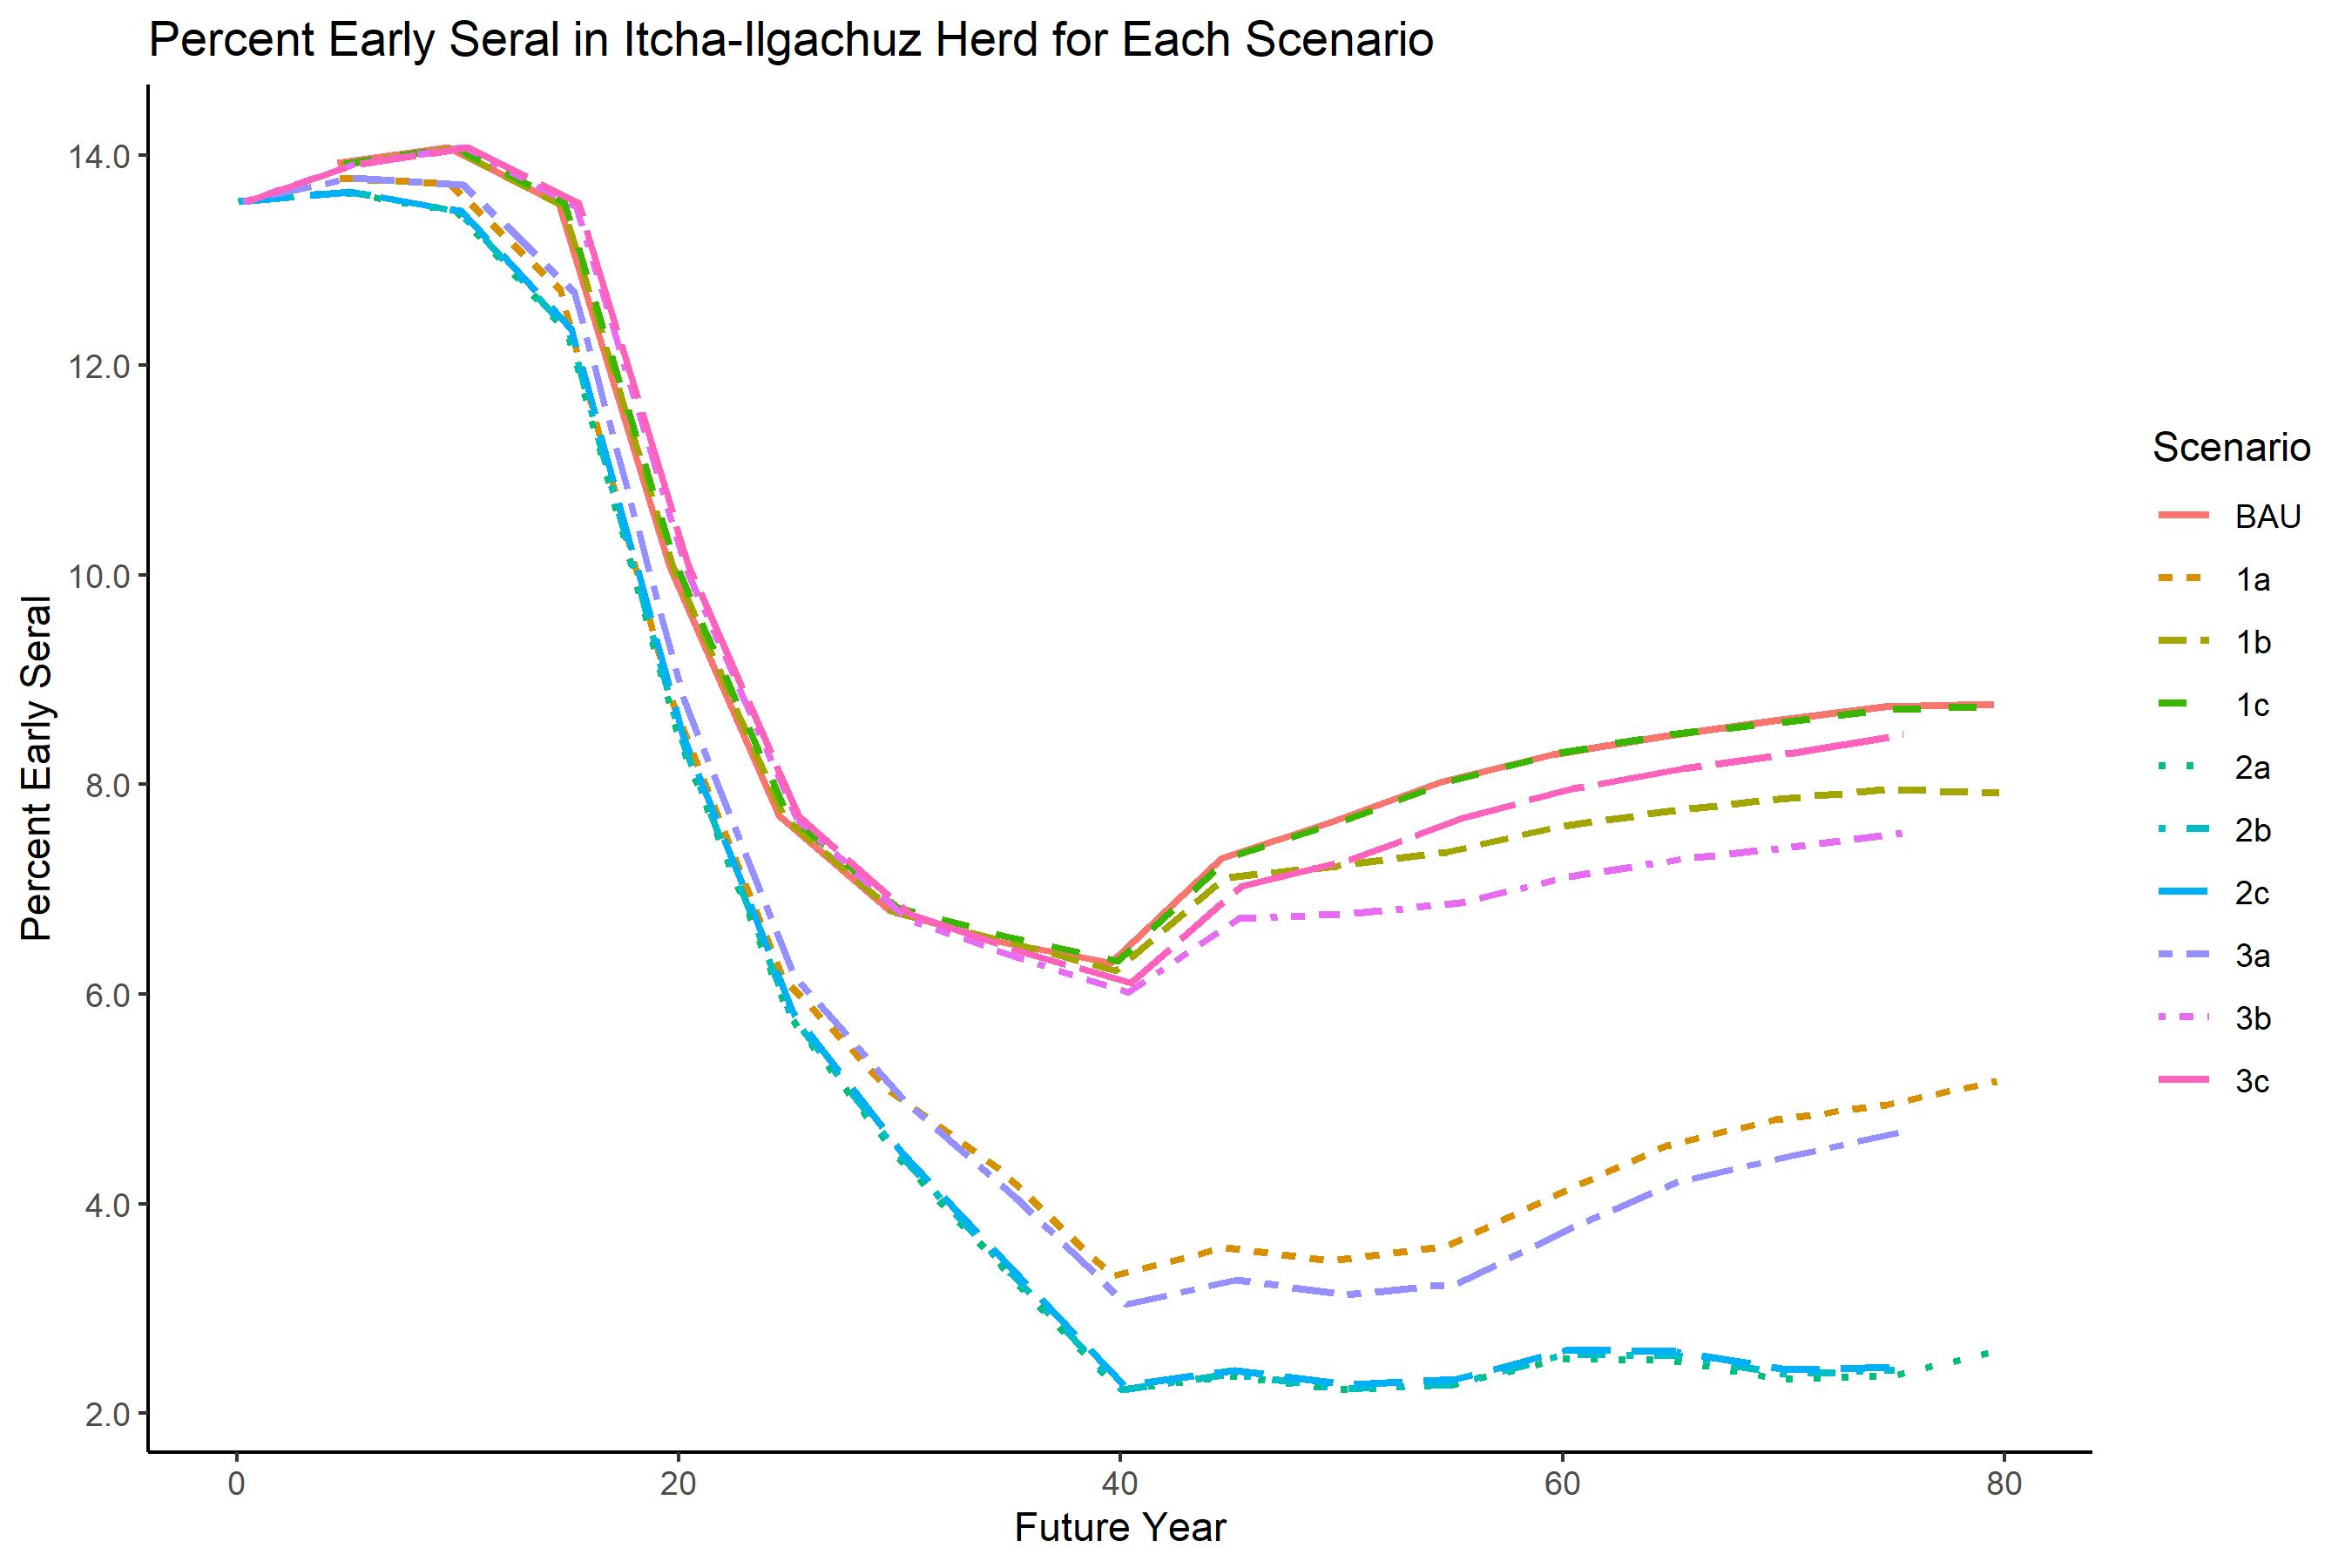 Percent Early Seral in Itcha-Ilgachuz Herd for Each Scenario
Percent Early Seral
14.0
12.0
10.0
8.0
6.0
4.0
2.0
0
20
40
60
80
Future Year
Scenario
BAU
1a
1b
1c
2a
2b
2c
3a
3b
3c